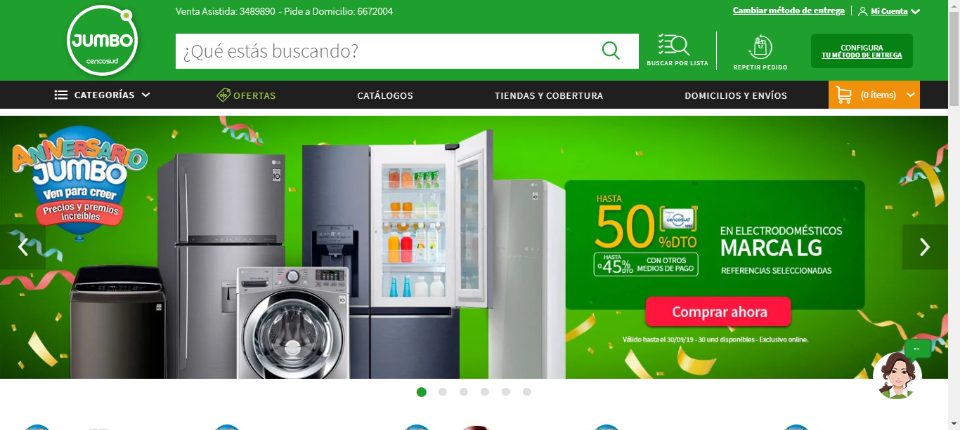 Venta Asistida: 3489890 - Pide a Domicilio: 6672004
Cambiar método de entrega
Mi Cuenta
JUMBO
cencosud
¿Qué estás buscando?
BUSCAR POR LISTA
REPETIR PEDIDO
CONFIGURA
TU MÉTODO DE ENTREGA
CATEGORÍAS
OFERTAS
CATÁLOGOS
TIENDAS Y COBERTURA
DOMICILIOS Y ENVÍOS
(0 ítems)
ANIVERSARIO
JUMBO
Ven para creer
Precios y premios
increíbles
HASTA
50 %DTO
cencosud
HASTA
45%
CON OTROS
MEDIOS DE PAGO
EN ELECTRODOMÉSTICOS
MARCA LG
REFERENCIAS SELECCIONADAS
Comprar ahora
Válido hasta el 30/09/19 - 30 und disponibles - Exclusivo online.